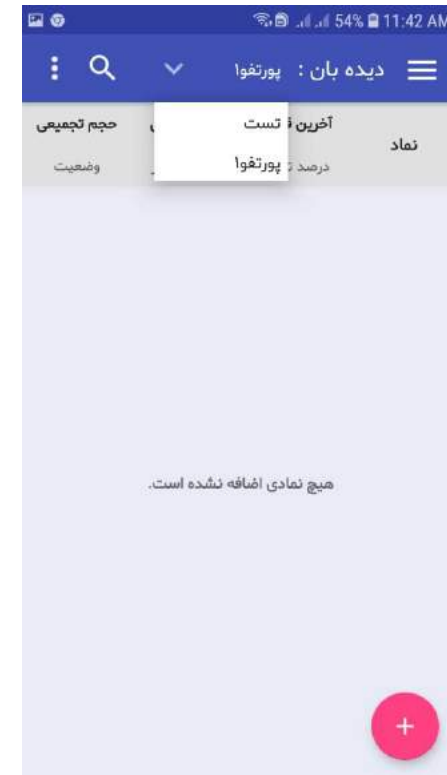 54% 11:42 AM
دیده بان : پورتفوا
تست
پورتفوا
نماد
آخرین
حجم تجمیعی
درصد
وضعیت
هیچ نمادی اضافه نشده است.
+